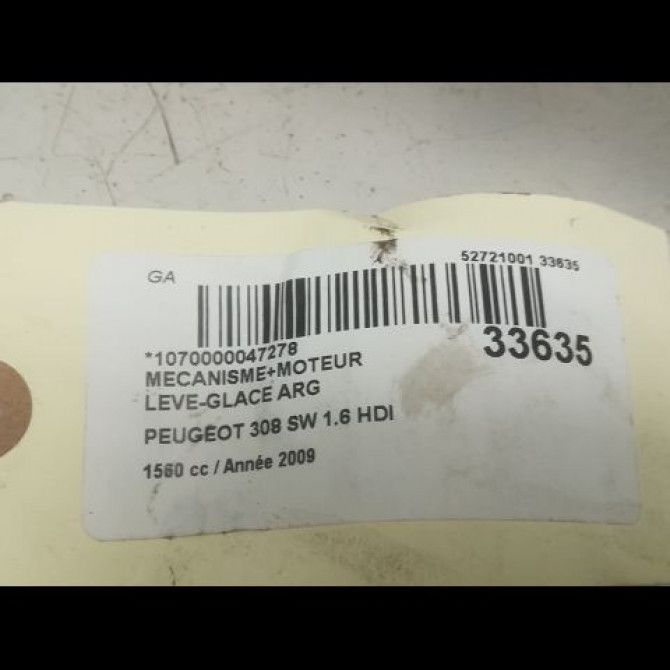 GA
52721001 33635
*1070000047278
33635
MECANISME+MOTEUR
LEVE-GLACE ARG
PEUGEOT 308 SW 1.6 HDI
1560 cc / Année 2009